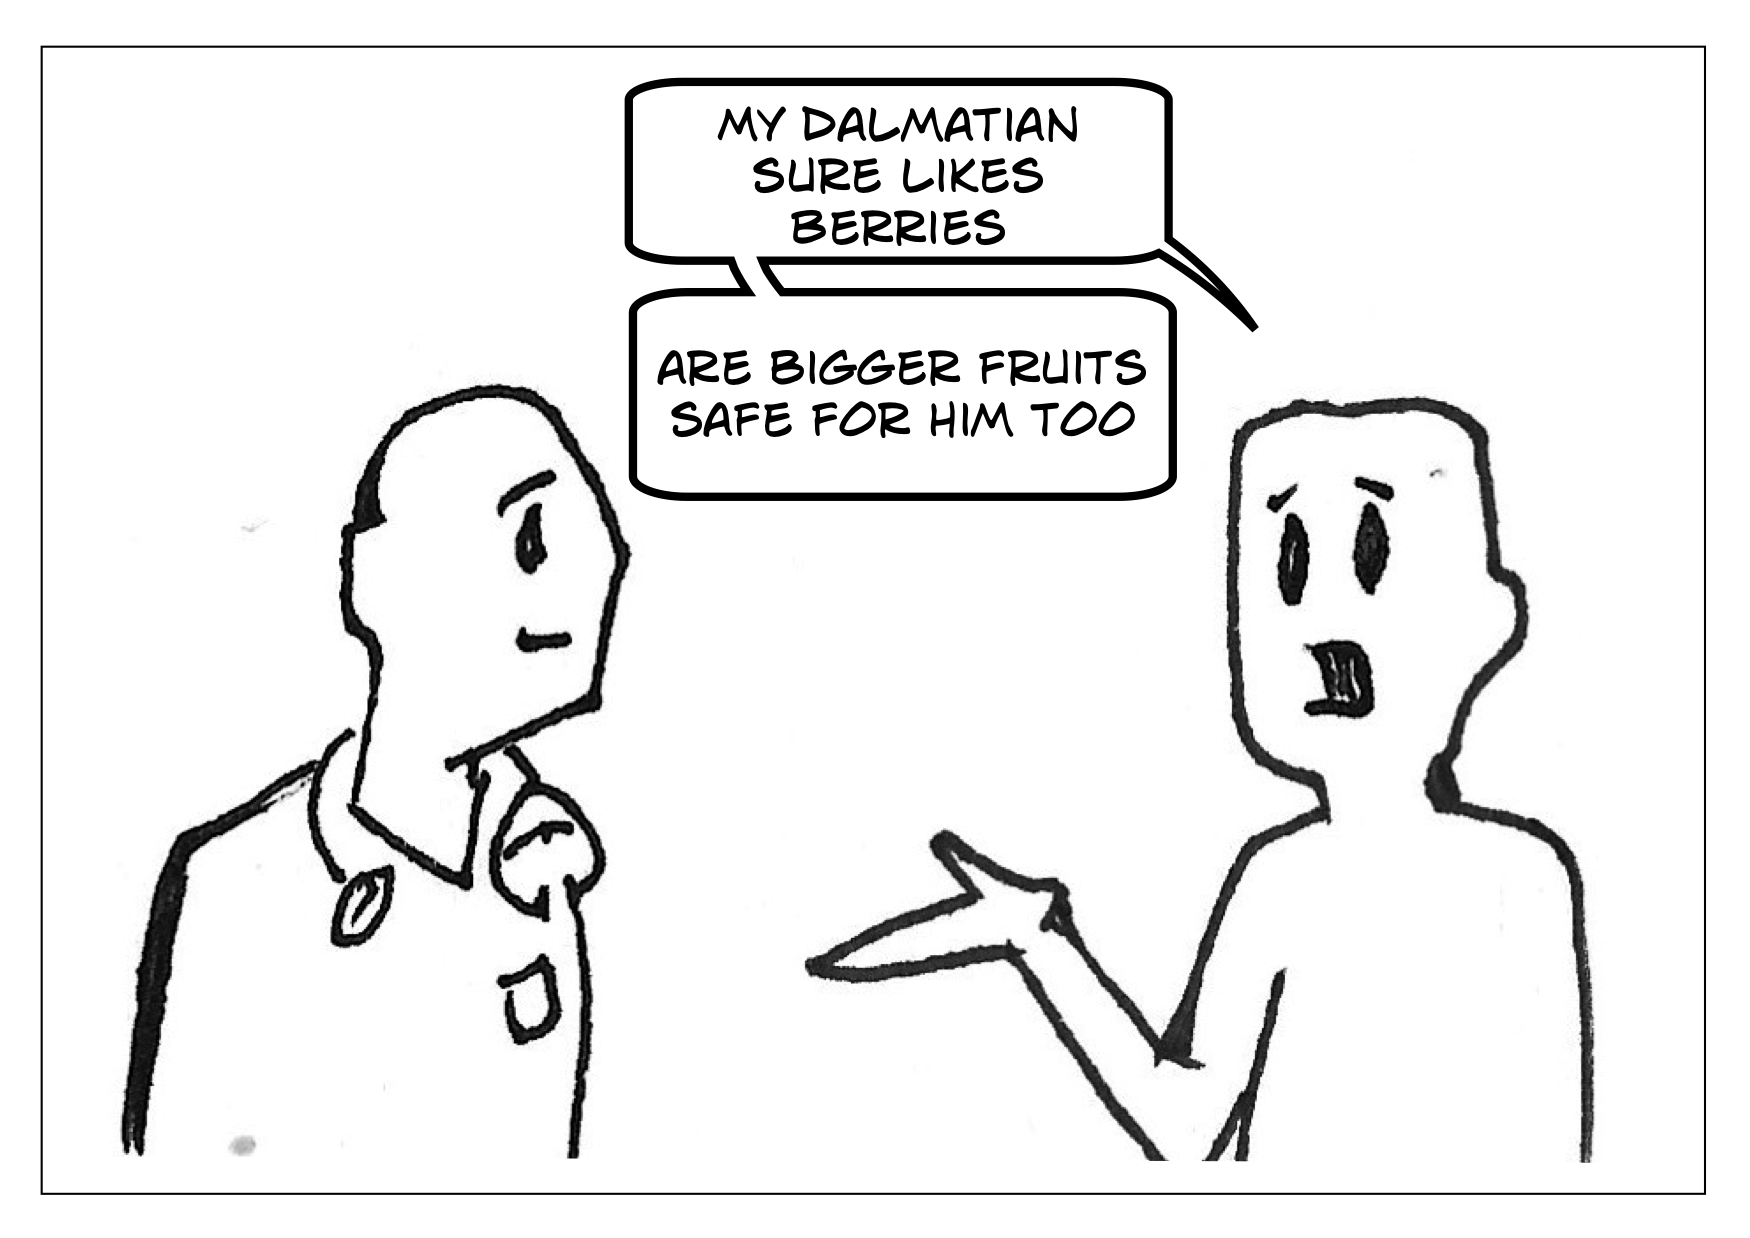 MY DALMATIAN
SURE LIKES
BERRIES
ARE BIGGER FRUITS
SAFE FOR HIM TOO